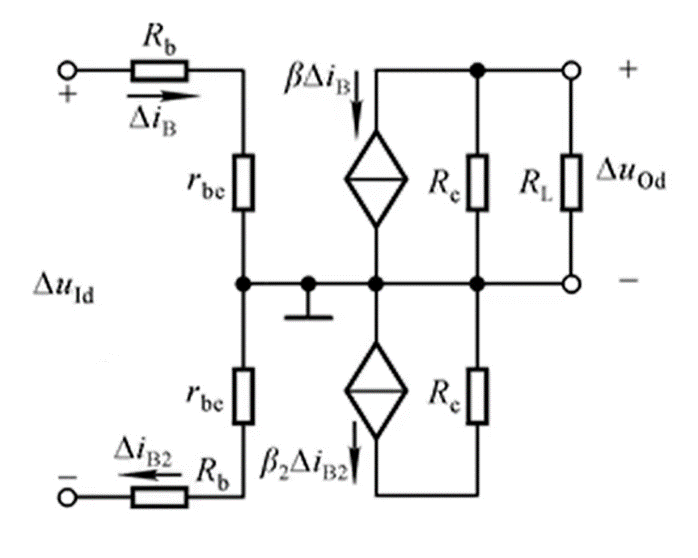 R_b
+
Δi_B
βΔi_B
+
r_be
R_c
R_L
Δu_Od
Δu_Id
−
r_be
R_c
Δi_B2
R_b
β_2Δi_B2
−